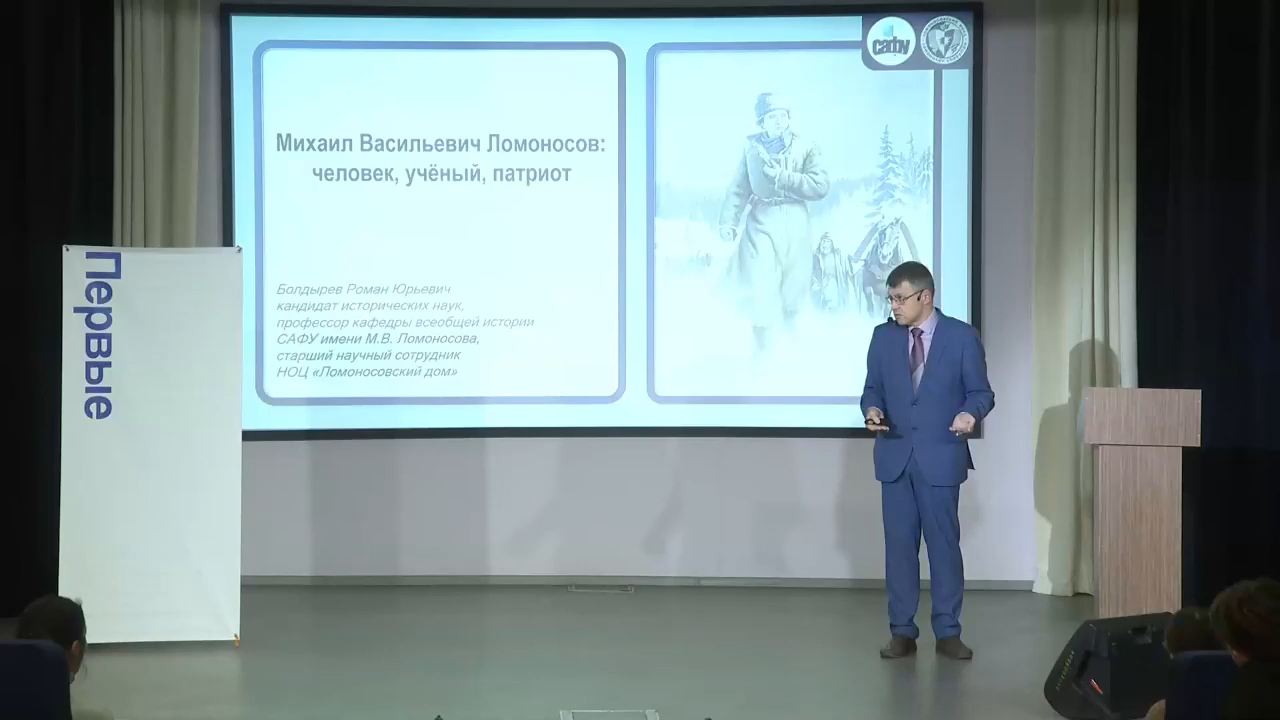 Михаил Васильевич Ломоносов:
человек, учёный, патриот
Болдырев Роман Юрьевич
кандидат исторических наук,
профессор кафедры всеобщей истории
САФУ имени М.В. Ломоносова,
старший научный сотрудник
НОЦ «Ломоносовский дом»
сафу
Первые